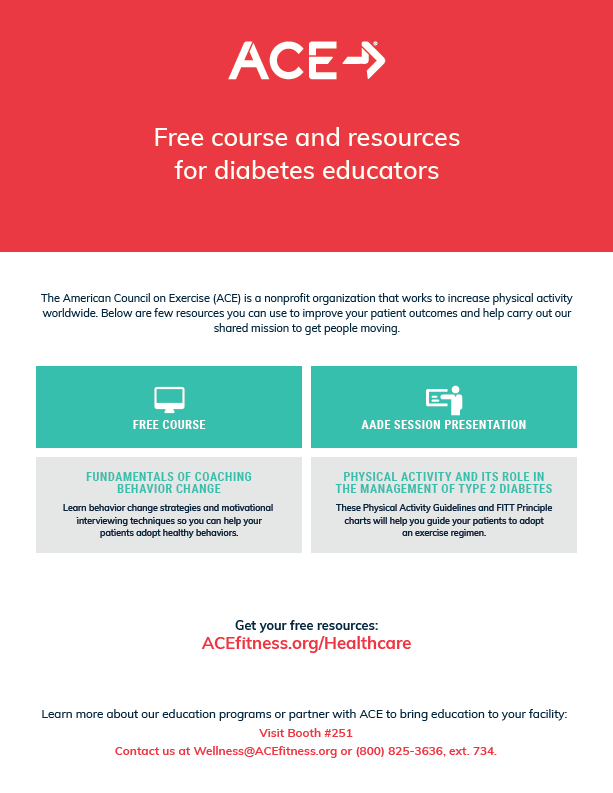 ACE
Free course and resources
for diabetes educators
The American Council on Exercise (ACE) is a nonprofit organization that works to increase physical activity
worldwide. Below are few resources you can use to improve your patient outcomes and help carry out our
shared mission to get people moving.
FREE COURSE
FUNDAMENTALS OF COACHING
BEHAVIOR CHANGE
Learn behavior change strategies and motivational
interviewing techniques so you can help your
patients adopt healthy behaviors.
AADE SESSION PRESENTATION
PHYSICAL ACTIVITY AND ITS ROLE IN
THE MANAGEMENT OF TYPE 2 DIABETES
These Physical Activity Guidelines and FITT Principle
charts will help you guide your patients to adopt
an exercise regimen.
Get your free resources:
ACEfitness.org/Healthcare
Learn more about our education programs or partner with ACE to bring education to your facility:
Visit Booth #251
Contact us at Wellness@ACEfitness.org or (800) 825-3636, ext. 734.